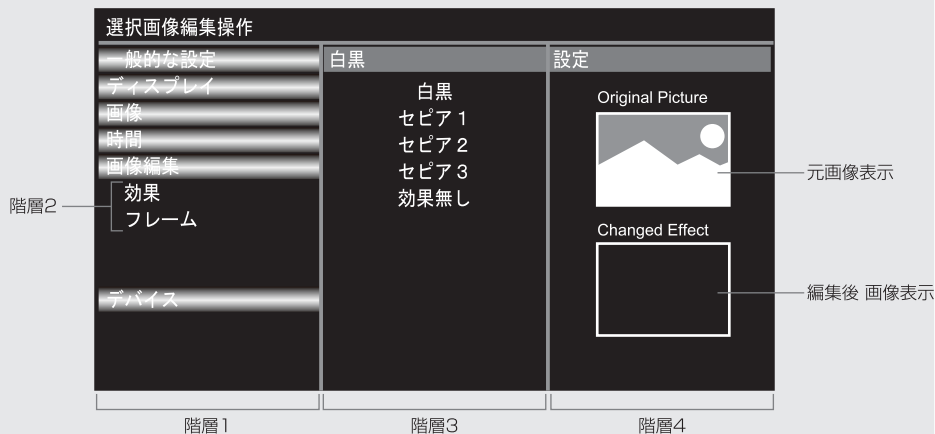 選択画像編集操作
一般的な設定
ディスプレイ
画像
時間
画像編集
効果
フレーム
デバイス
階層2
白黒
白黒
セピア1
セピア2
セピア3
効果無し
設定
Original Picture
元画像表示
Changed Effect
編集後 画像表示
階層1
階層3
階層4